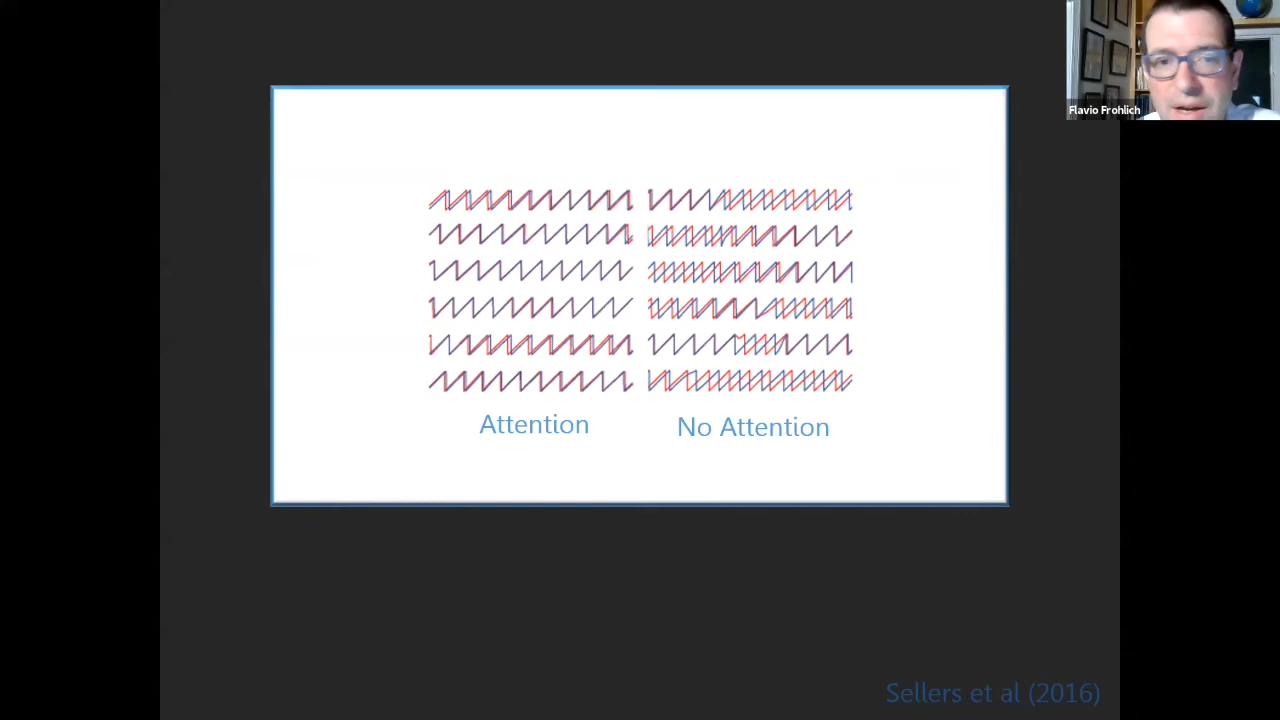 Flavio Frohlich
Attention
No Attention
Sellers et al (2016)